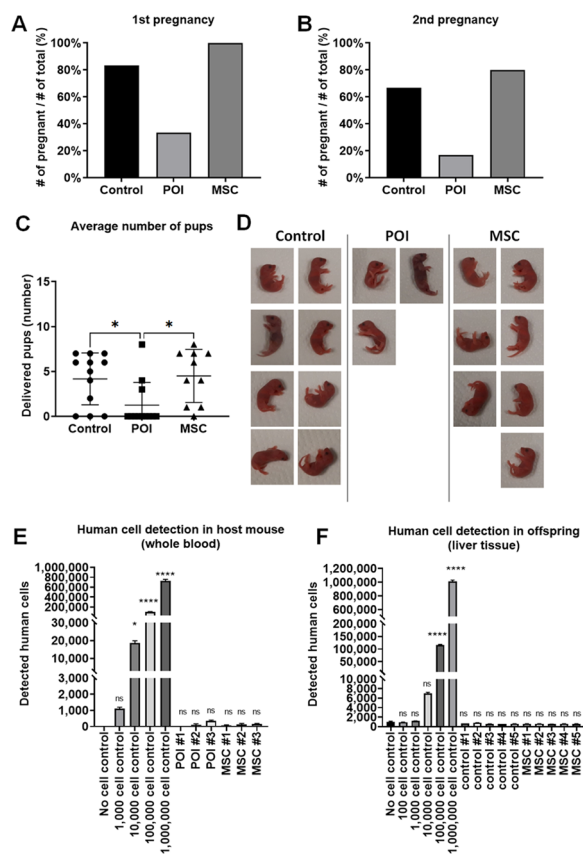 A
1st pregnancy
# of pregnant / # of total (%)
100%
80%
60%
40%
20%
0%
Control POI MSC
B
2nd pregnancy
# of pregnant / # of total (%)
100%
80%
60%
40%
20%
0%
Control POI MSC
C
Average number of pups
Delivered pups (number)
15
10
5
0
* *
Control POI MSC
D
Control POI MSC
E
Human cell detection in host mouse
(whole blood)
Detected human cells
1,000,000
800,000
600,000
400,000
200,000
30,000
20,000
3,000
2,000
1,000
0
ns * **** **** ns ns ns ns ns ns
No cell control
1,000 cell control
10,000 cell control
100,000 cell control
1,000,000 cell control
POI #1
POI #2
POI #3
MSC #1
MSC #2
MSC #3
F
Human cell detection in offspring
(liver tissue)
Detected human cells
1,200,000
1,000,000
800,000
600,000
400,000
200,000
150,000
100,000
50,000
10,000
8,000
6,000
4,000
2,000
0
ns ns ns **** **** ns ns ns ns ns ns ns ns ns ns
No cell control
100 cell control
1,000 cell control
10,000 cell control
100,000 cell control
1,000,000 cell control
control #1
control #2
control #3
control #4
control #5
MSC #1
MSC #2
MSC #3
MSC #4
MSC #5